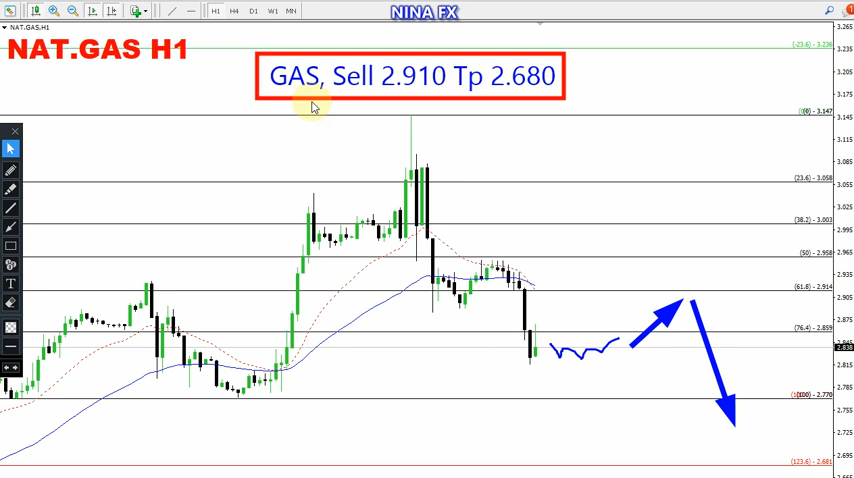 H1 H4 D1 W1 MN
NINA FX
NAT.GAS,H1
NAT.GAS H1
GAS, Sell 2.910 Tp 2.680
(-23.6) - 3.236
(0) - 3.147
(23.6) - 3.058
(38.2) - 3.003
(50) - 2.958
(61.8) - 2.914
(76.4) - 2.859
(100) - 2.770
(123.6) - 2.681
3.265
3.235
3.205
3.175
3.145
3.115
3.085
3.055
3.025
2.995
2.965
2.935
2.905
2.875
2.838
2.815
2.785
2.755
2.725
2.695
2.665
T